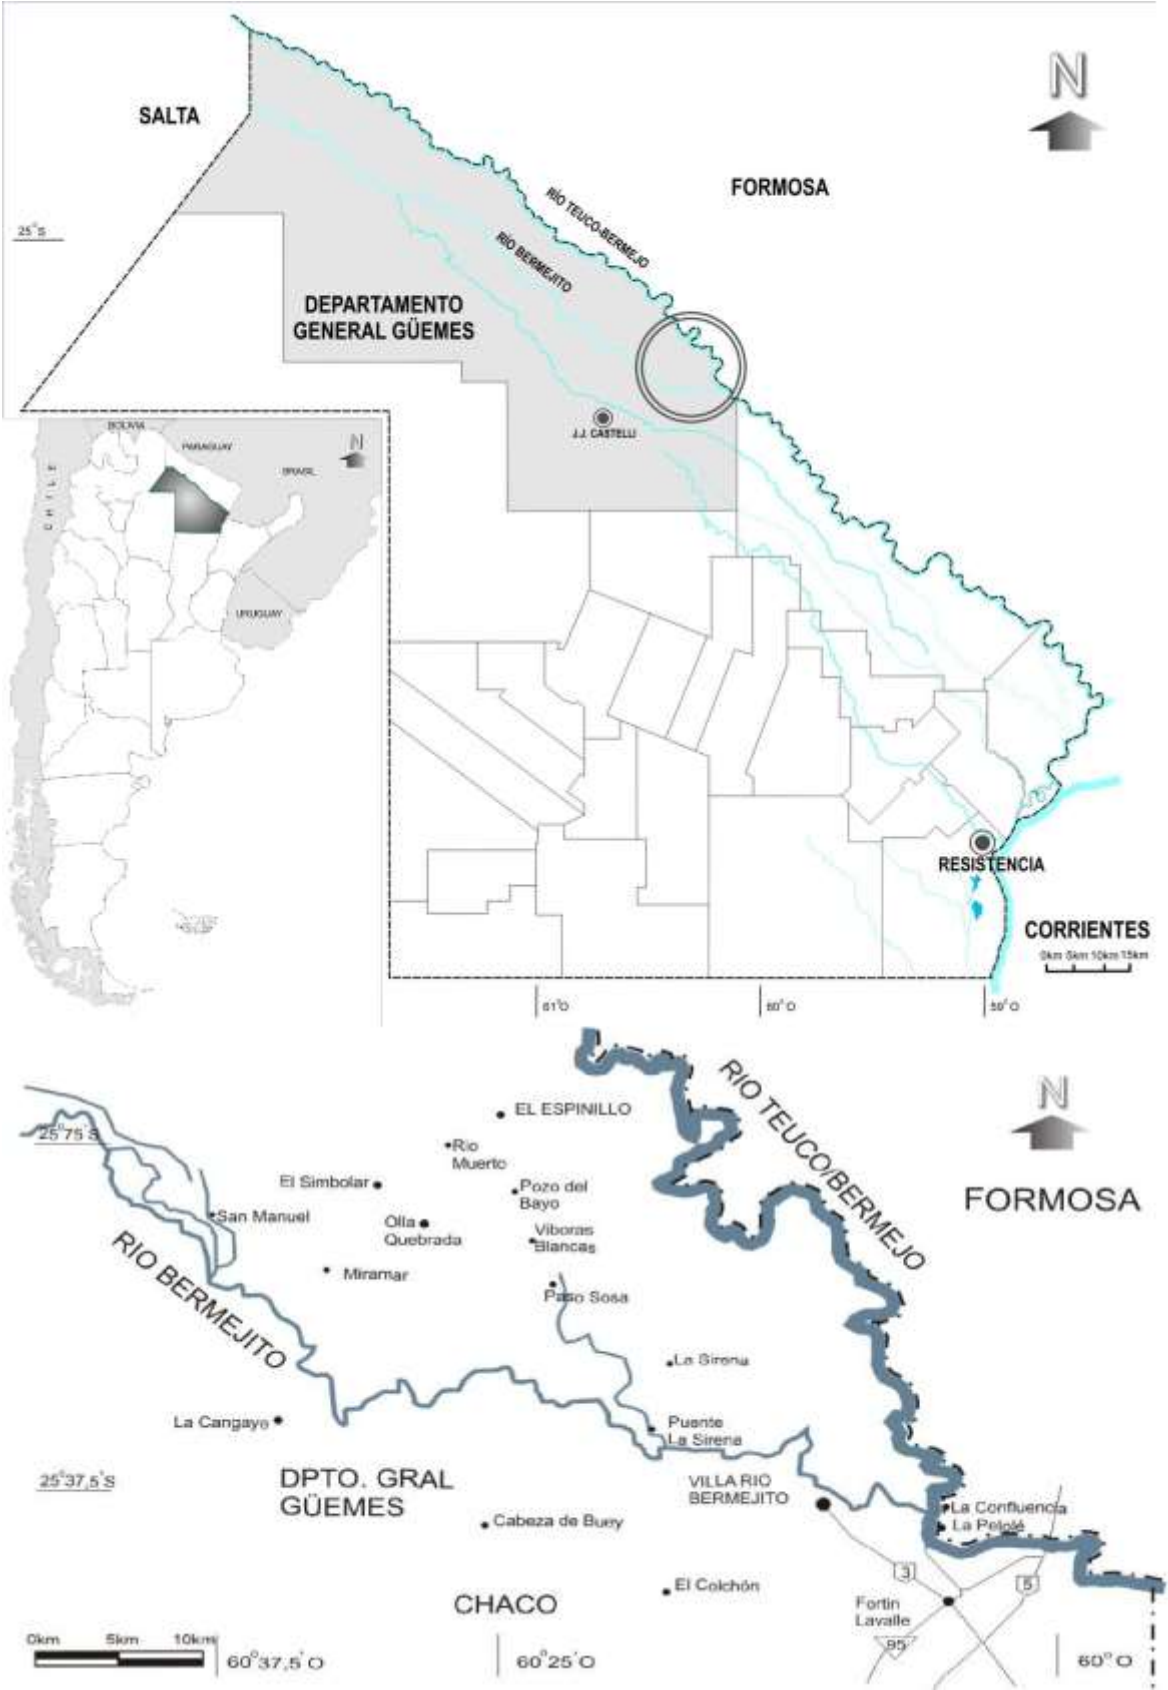 N
SALTA
FORMOSA
RÍO TEUCO-BERMEJO
25°S
RÍO BERMEJITO
DEPARTAMENTO
GENERAL GÜEMES
J.J. CASTELLI
BOLIVIA
N
PARAGUAY
BRASIL
CHILE
URUGUAY
RESISTENCIA
CORRIENTES
0km 5km 10km 15km
61°O
60°O
59°O
RIO TEUCO/BERMEJO
N
EL ESPINILLO
25°75'S
Rio
Muerto
El Simbolar
Pozo del
Bayo
FORMOSA
San Manuel
Olla
Quebrada
Viboras
Blancas
RIO BERMEJITO
Miramar
Paso Sosa
La Sirena
La Cangaye
Puente
La Sirena
25°37,5'S
DPTO. GRAL
GÜEMES
VILLA RIO
BERMEJITO
La Confluencia
La Pelolé
Cabeza de Buey
3
5
El Colchón
CHACO
Fortin
Lavalle
95
0km 5km 10km
60°37,5'O
60°25'O
60°O